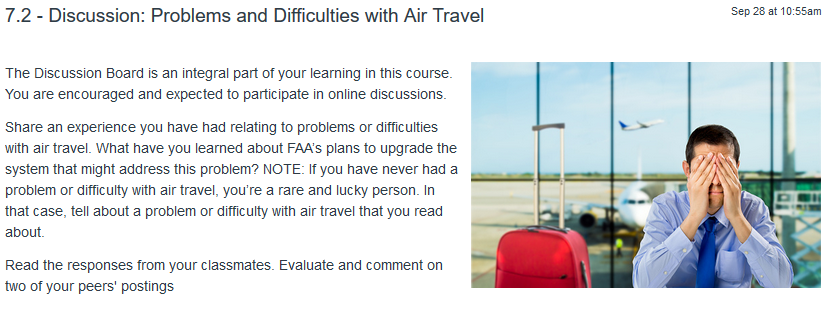 7.2 - Discussion: Problems and Difficulties with Air Travel
Sep 28 at 10:55am
The Discussion Board is an integral part of your learning in this course.
You are encouraged and expected to participate in online discussions.
Share an experience you have had relating to problems or difficulties
with air travel. What have you learned about FAA's plans to upgrade the
system that might address this problem? NOTE: If you have never had a
problem or difficulty with air travel, you're a rare and lucky person. In
that case, tell about a problem or difficulty with air travel that you read
about.
Read the responses from your classmates. Evaluate and comment on
two of your peers' postings